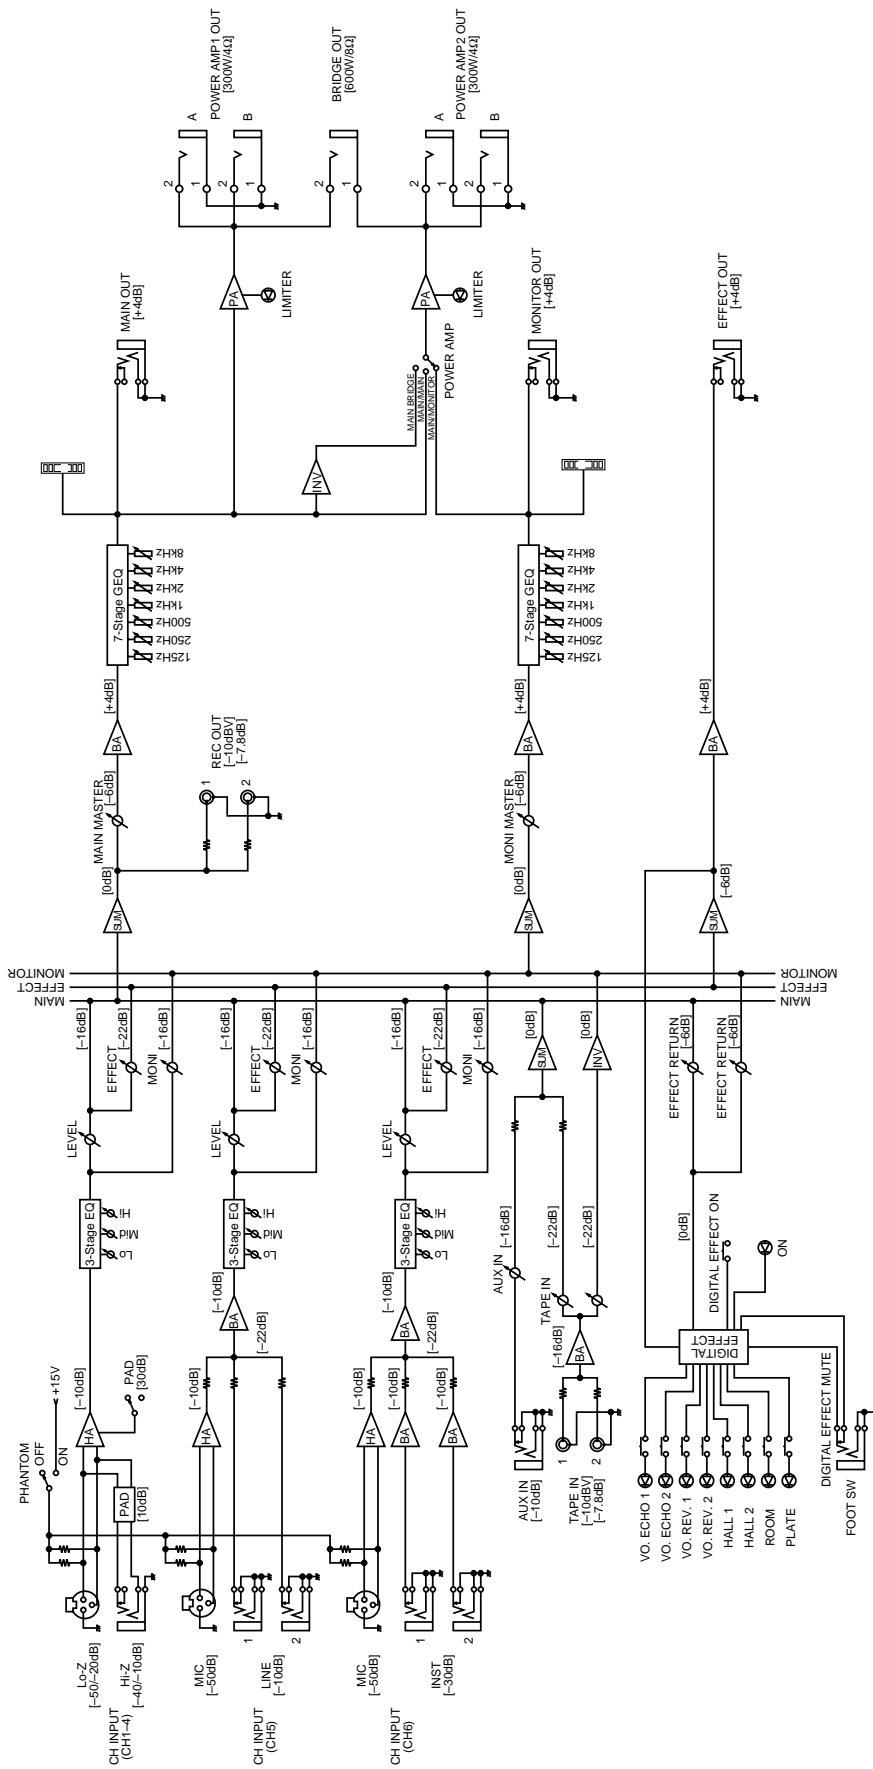 CH INPUT
(CH1–4)
Lo-Z
[–50/–20dB]
Hi-Z
[–40/–10dB]
PHANTOM
OFF
ON
+15V
PAD
[10dB]
HA
[–10dB]
PAD
[30dB]
3-Stage EQ
Lo
Mid
Hi
LEVEL
EFFECT
MONI
[–16dB]
[–22dB]
[–16dB]
CH INPUT
(CH5)
MIC
[–50dB]
LINE
[–10dB]
1
2
HA
[–10dB]
[–22dB]
BA
[–10dB]
3-Stage EQ
Lo
Mid
Hi
LEVEL
EFFECT
MONI
[–16dB]
[–22dB]
[–16dB]
CH INPUT
(CH6)
MIC
[–50dB]
INST
[–30dB]
1
2
HA
BA
BA
[–10dB]
[–22dB]
BA
[–10dB]
3-Stage EQ
Lo
Mid
Hi
LEVEL
EFFECT
MONI
[–16dB]
[–22dB]
[–16dB]
AUX IN
[–10dB]
AUX IN
[–16dB]
TAPE IN
[–10dBV]
[–7.8dB]
1
2
BA
[–16dB]
TAPE IN
[–22dB]
[–22dB]
SUM
[0dB]
INV
[0dB]
VO. ECHO 1
VO. ECHO 2
VO. REV. 1
VO. REV. 2
HALL 1
HALL 2
ROOM
PLATE
DIGITAL EFFECT MUTE
FOOT SW
DIGITAL
EFFECT
DIGITAL EFFECT ON
ON
[0dB]
EFFECT RETURN
[–6dB]
EFFECT RETURN
[–6dB]
MAIN
EFFECT
MONITOR
MAIN
EFFECT
MONITOR
SUM
[0dB]
MAIN MASTER
[–6dB]
BA
[+4dB]
REC OUT
[–10dBV]
[–7.8dB]
1
2
7-Stage GEQ
125Hz
250Hz
500Hz
1kHz
2kHz
4kHz
8kHz
MAIN OUT
[+4dB]
INV
MAIN BRIDGE
MAIN/MAIN
MAIN/MONITOR
POWER AMP
PA
LIMITER
PA
LIMITER
2
1
2
1
A
B
POWER AMP1 OUT
[300W/4Ω]
2
1
BRIDGE OUT
[600W/8Ω]
2
1
2
1
A
B
POWER AMP2 OUT
[300W/4Ω]
SUM
[0dB]
MONI MASTER
[–6dB]
BA
[+4dB]
7-Stage GEQ
125Hz
250Hz
500Hz
1kHz
2kHz
4kHz
8kHz
MONITOR OUT
[+4dB]
SUM
[–6dB]
BA
[+4dB]
EFFECT OUT
[+4dB]